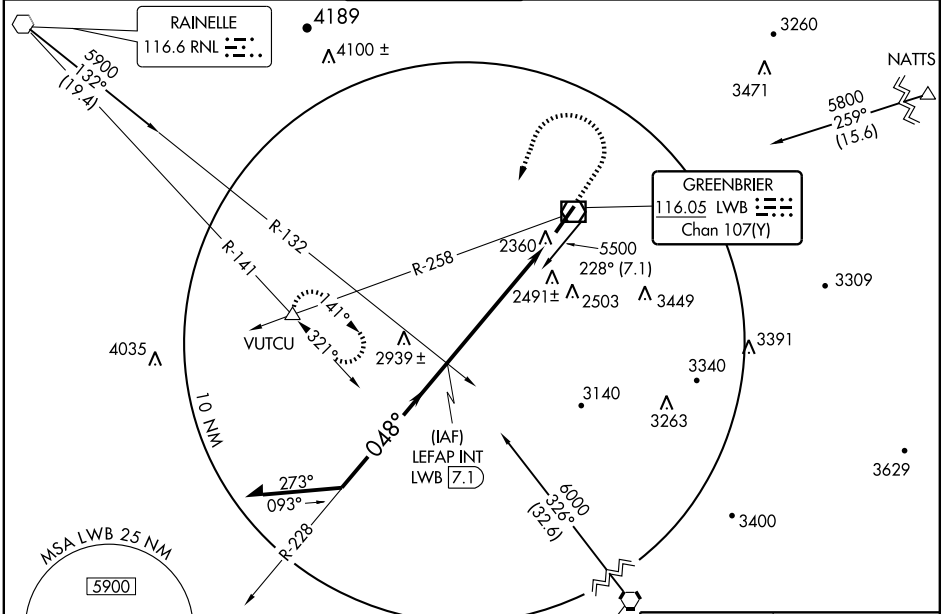 RAINELLE
116.6 RNL
4189
4100 ±
3260
3471
NATTS
5800
259°
(15.6)
5900
132°
(19.4)
GREENBRIER
116.05 LWB
Chan 107(Y)
R-132
R-141
R-258
2360
5500
228° (7.1)
2491±
2503
3449
3309
141°
321°
VUTCU
2939 ±
4035
3391
3340
3140
3263
10 NM
048°
(IAF)
LEFAP INT
LWB 7.1
3629
273°
093°
R-228
6000
326°
(32.6)
3400
MSA LWB 25 NM
5900